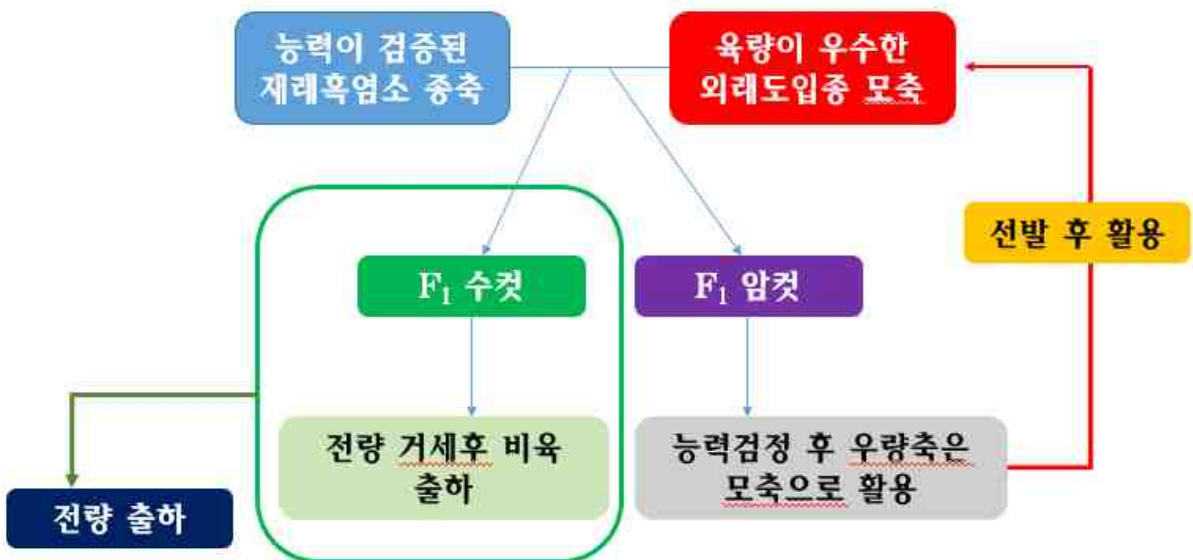 능력이 검증된
재래흑염소 종축
육량이 우수한
외래도입종 모축
선발 후 활용
F₁ 수컷
F₁ 암컷
전량 거세후 비육
출하
능력검정 후 우량축은
모축으로 활용
전량 출하